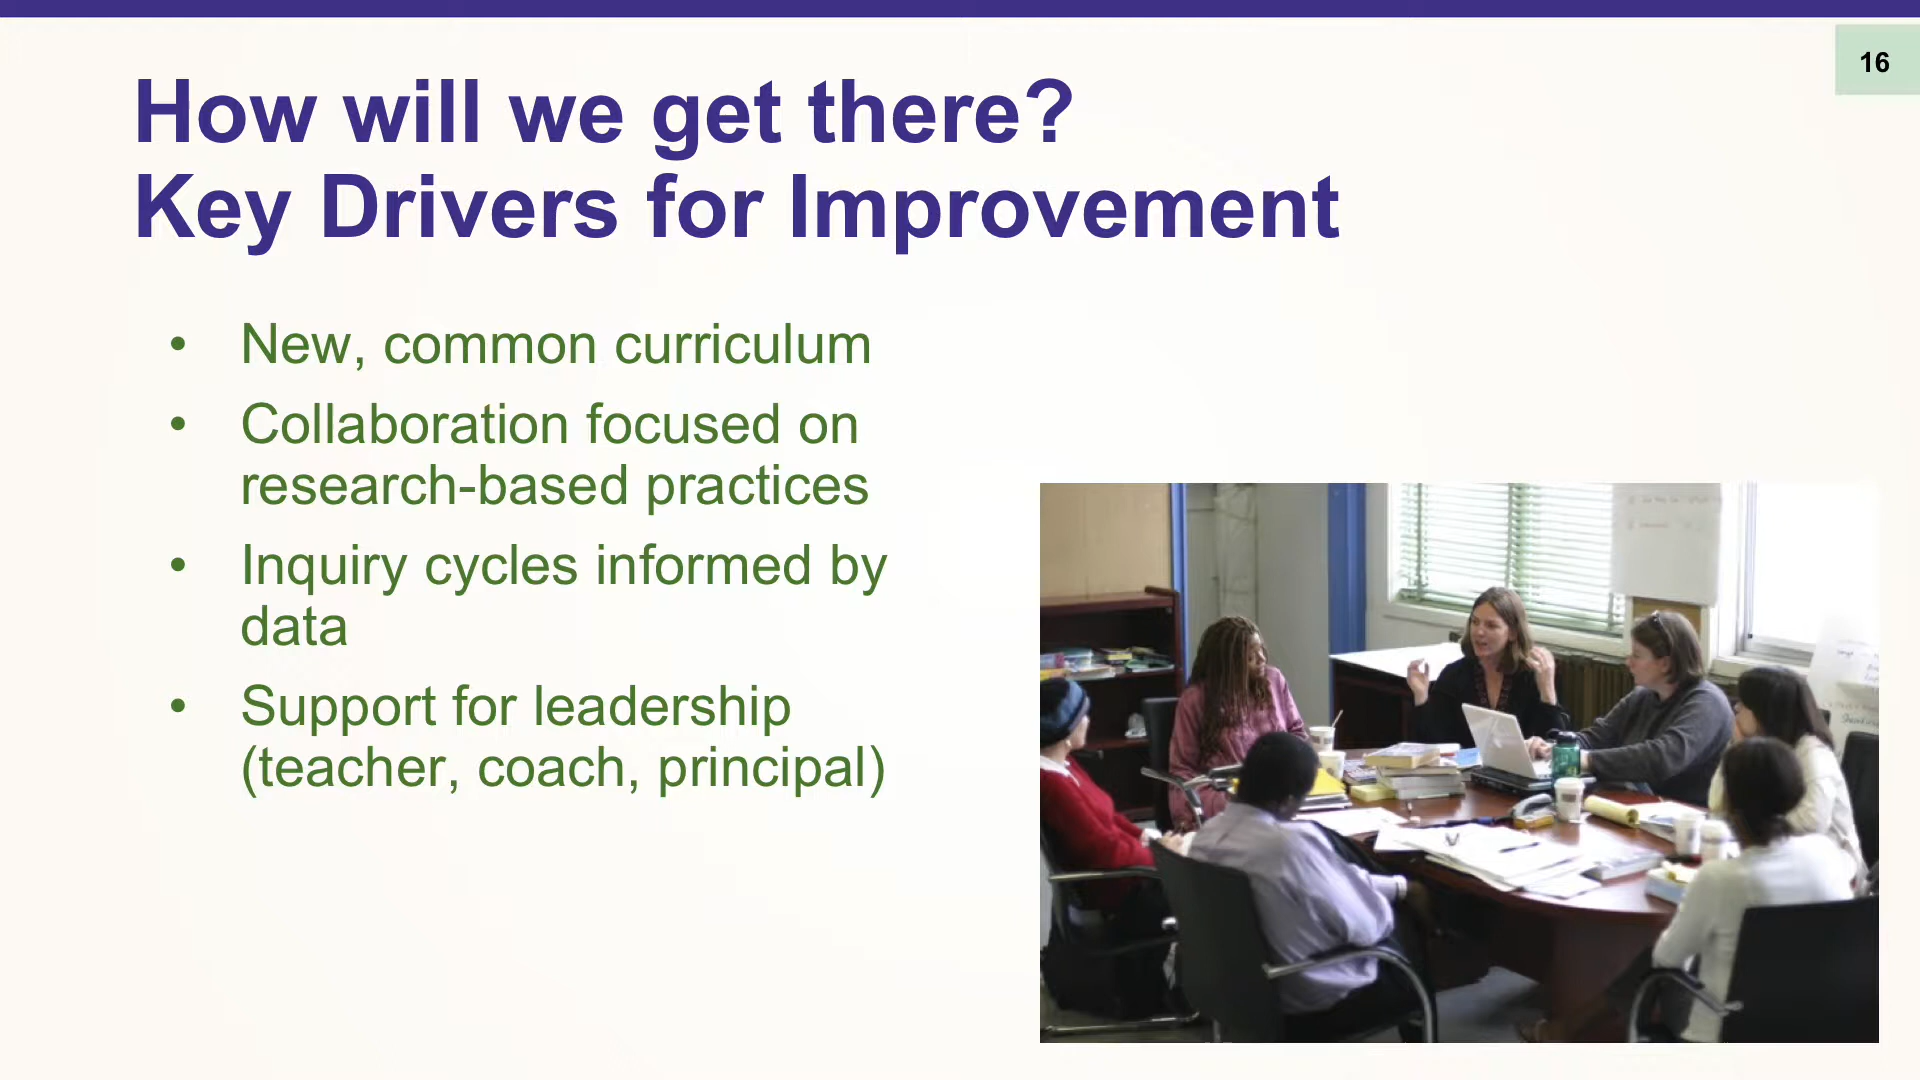 16
How will we get there?
Key Drivers for Improvement
• New, common curriculum
• Collaboration focused on
research-based practices
• Inquiry cycles informed by
data
• Support for leadership
(teacher, coach, principal)